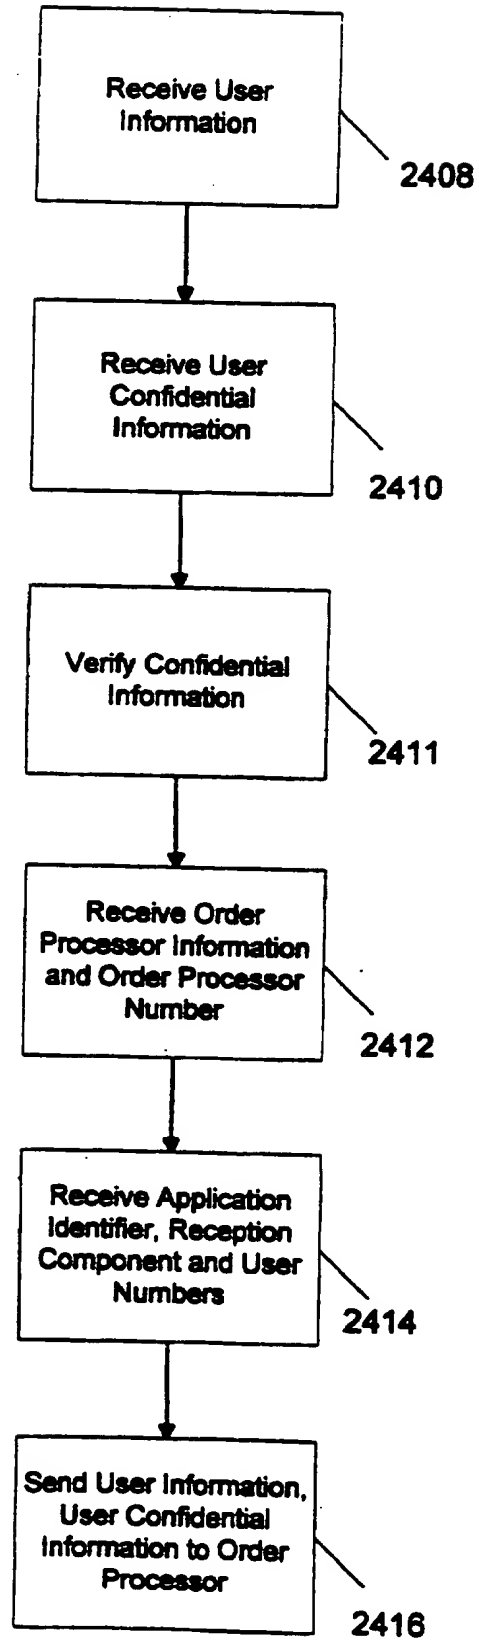 Receive User
Information
2408
Receive User
Confidential
Information
2410
Verify Confidential
Information
2411
Receive Order
Processor Information
and Order Processor
Number
2412
Receive Application
Identifier, Reception
Component and User
Numbers
2414
Send User Information,
User Confidential
Information to Order
Processor
2416